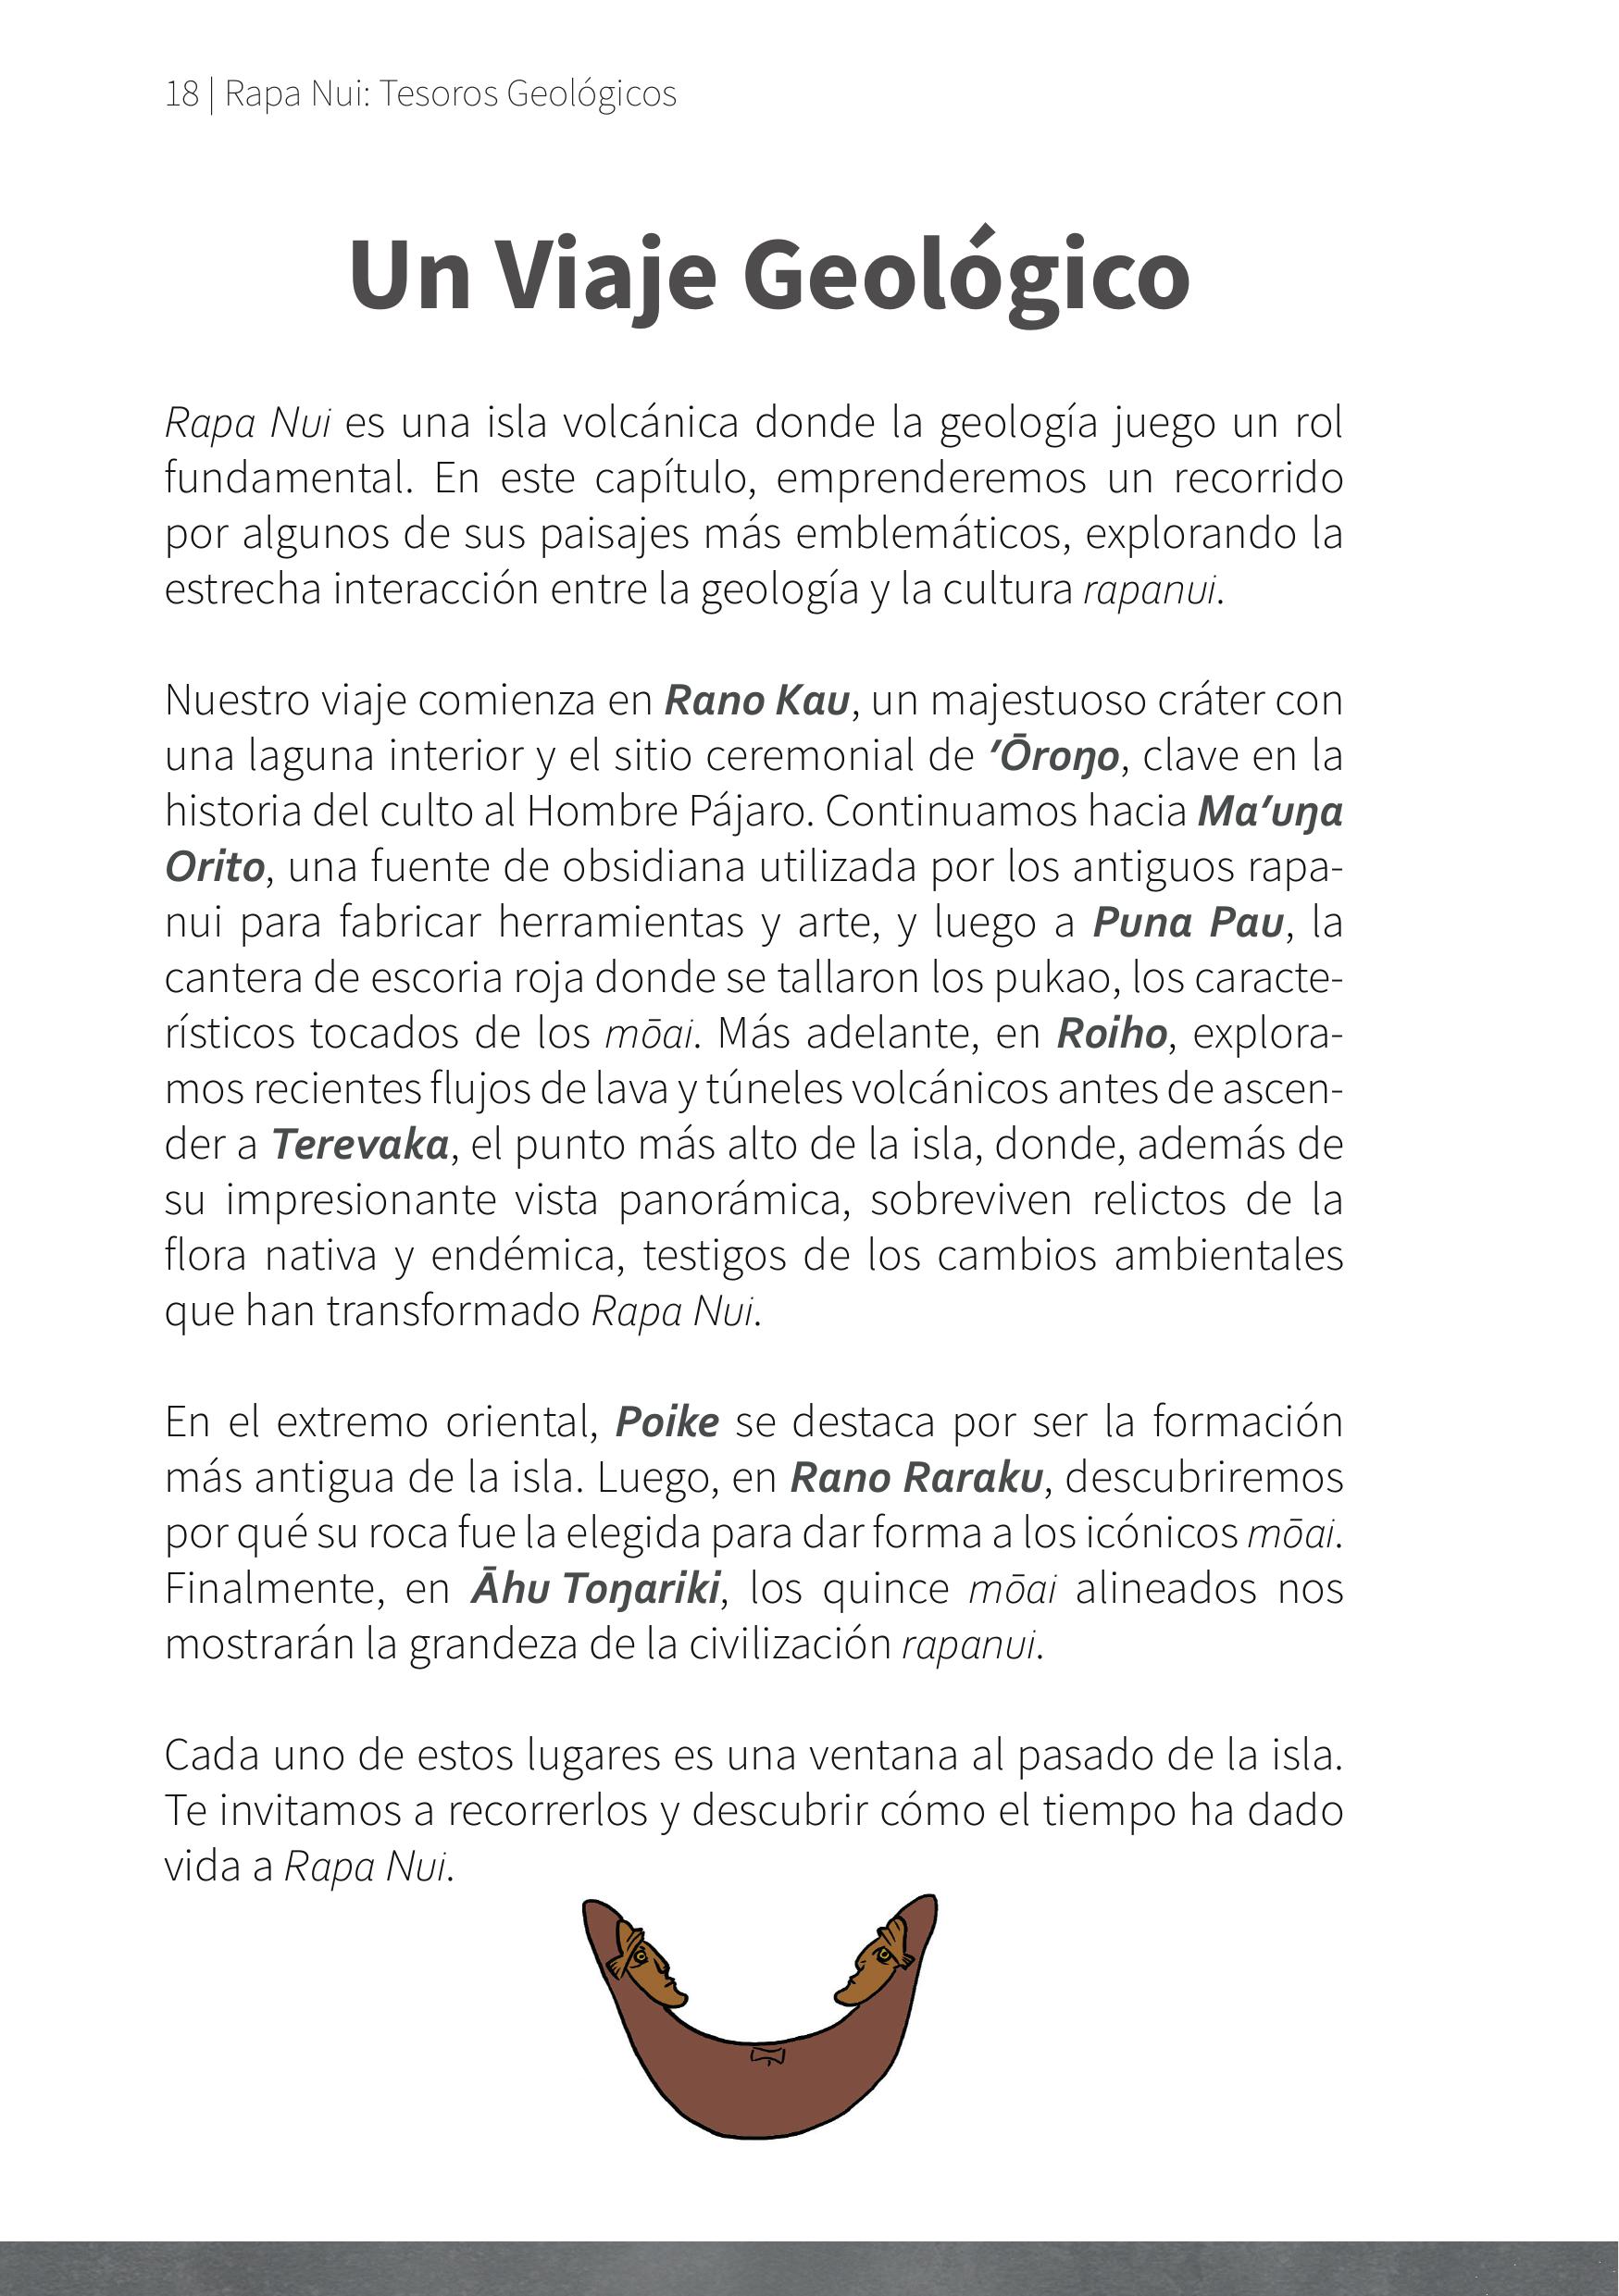 18 | Rapa Nui: Tesoros Geológicos
Un Viaje Geológico
Rapa Nui es una isla volcánica donde la geología juego un rol
fundamental. En este capítulo, emprenderemos un recorrido
por algunos de sus paisajes más emblemáticos, explorando la
estrecha interacción entre la geología y la cultura rapanui.
Nuestro viaje comienza en Rano Kau, un majestuoso cráter con
una laguna interior y el sitio ceremonial de ′Ōroŋo, clave en la
historia del culto al Hombre Pájaro. Continuamos hacia Ma′uŋa
Orito, una fuente de obsidiana utilizada por los antiguos rapa-
nui para fabricar herramientas y arte, y luego a Puna Pau, la
cantera de escoria roja donde se tallaron los pukao, los caracte-
rísticos tocados de los mōai. Más adelante, en Roiho, explora-
mos recientes flujos de lava y túneles volcánicos antes de ascen-
der a Terevaka, el punto más alto de la isla, donde, además de
su impresionante vista panorámica, sobreviven relictos de la
flora nativa y endémica, testigos de los cambios ambientales
que han transformado Rapa Nui.
En el extremo oriental, Poike se destaca por ser la formación
más antigua de la isla. Luego, en Rano Raraku, descubriremos
por qué su roca fue la elegida para dar forma a los icónicos mōai.
Finalmente, en Āhu Toŋariki, los quince mōai alineados nos
mostrarán la grandeza de la civilización rapanui.
Cada uno de estos lugares es una ventana al pasado de la isla.
Te invitamos a recorrerlos y descubrir cómo el tiempo ha dado
vida a Rapa Nui.